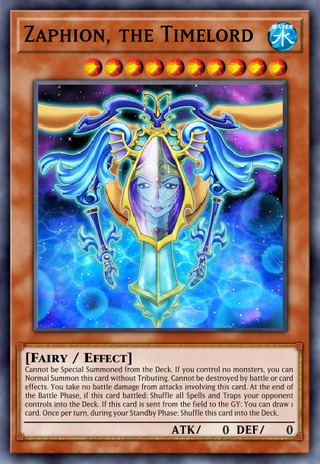 Zaphion, the Timelord
WATER
水
[Fairy / Effect]
Cannot be Special Summoned from the Deck. If you control no monsters, you can
Normal Summon this card without Tributing. Cannot be destroyed by battle or card
effects. You take no battle damage from attacks involving this card. At the end of
the Battle Phase, if this card battled: Shuffle all Spells and Traps your opponent
controls into the Deck. If this card is sent from the field to the GY: You can draw 1
card. Once per turn, during your Standby Phase: Shuffle this card into the Deck.
ATK/ 0 DEF/ 0